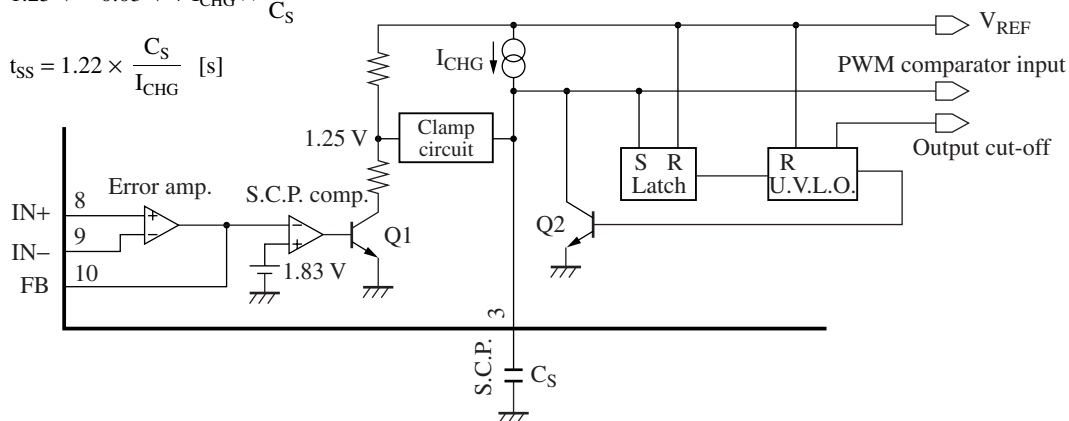 C_S
t_SS = 1.22 × C_S / I_CHG [s]
V_REF
I_CHG
PWM comparator input
1.25 V
Clamp
circuit
Output cut-off
S R
Latch
R
U.V.L.O.
Error amp.
S.C.P. comp.
IN+
8
+
−
−
+
Q1
Q2
IN−
9
1.83 V
FB
10
3
S.C.P.
C_S